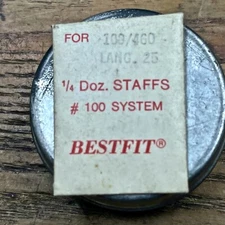 FOR 100/460
LANG. 25
1/4 Doz. STAFFS
# 100 SYSTEM
BESTFIT®